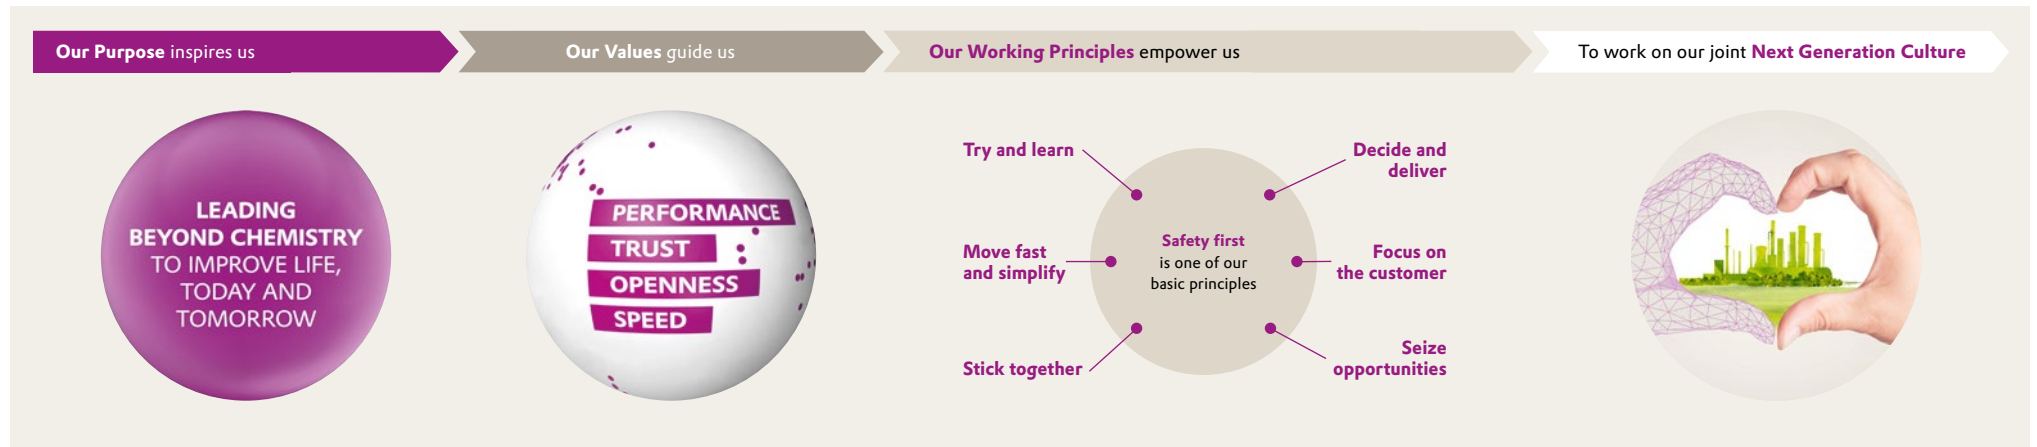 Our Purpose inspires us
Our Values guide us
Our Working Principles empower us
To work on our joint Next Generation Culture
LEADING
BEYOND CHEMISTRY
TO IMPROVE LIFE,
TODAY AND
TOMORROW
PERFORMANCE
TRUST
OPENNESS
SPEED
Try and learn
Move fast
and simplify
Stick together
Safety first
is one of our
basic principles
Decide and
deliver
Focus on
the customer
Seize
opportunities